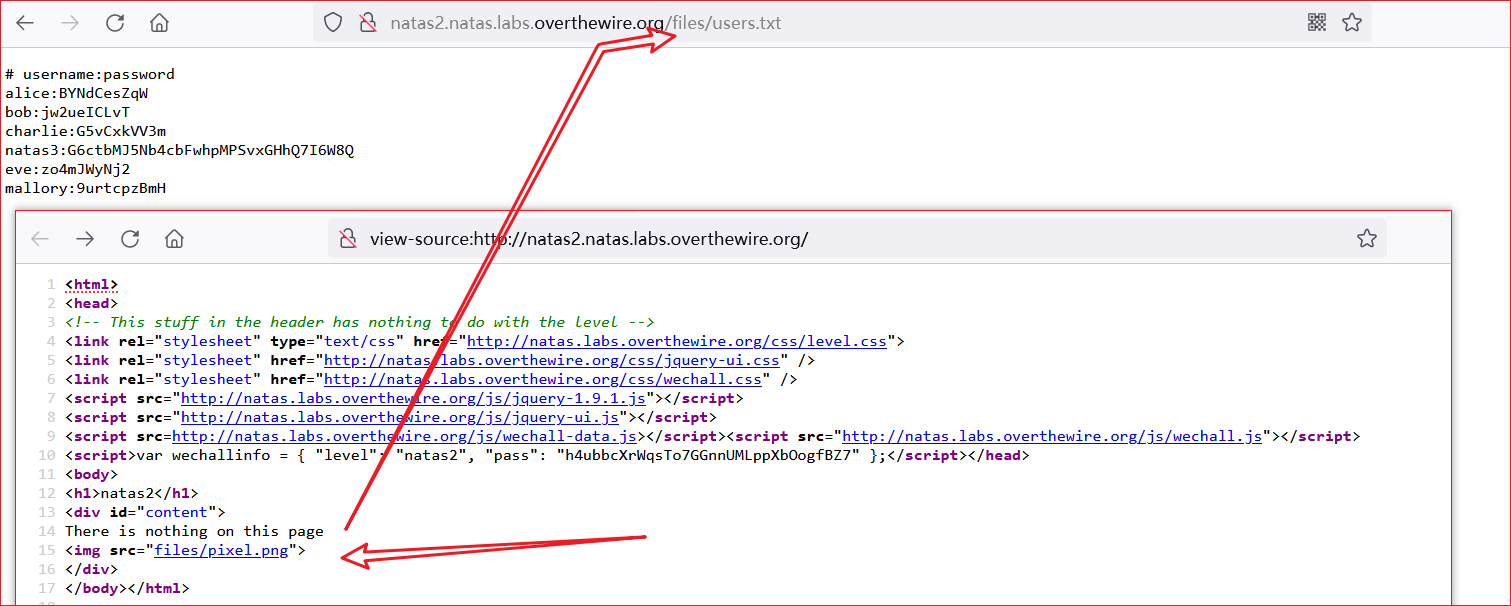 natas2.natas.labs.overthewire.org/files/users.txt
# username:password
alice:BYNdCesZqW
bob:jw2ueICLvT
charlie:G5vCxkVV3m
natas3:G6ctbMJ5Nb4cbFwhpMPSvxGHhQ7I6W8Q
eve:zo4mJWyNj2
mallory:9urtcpzBmH
view-source:http://natas2.natas.labs.overthewire.org/
1 <html>
2 <head>
3 <!-- This stuff in the header has nothing to do with the level -->
4 <link rel="stylesheet" type="text/css" href="http://natas.labs.overthewire.org/css/level.css">
5 <link rel="stylesheet" href="http://natas.labs.overthewire.org/css/jquery-ui.css" />
6 <link rel="stylesheet" href="http://natas.labs.overthewire.org/css/wechall.css" />
7 <script src="http://natas.labs.overthewire.org/js/jquery-1.9.1.js"></script>
8 <script src="http://natas.labs.overthewire.org/js/jquery-ui.js"></script>
9 <script src=http://natas.labs.overthewire.org/js/wechall-data.js></script><script src="http://natas.labs.overthewire.org/js/wechall.js"></script>
10 <script>var wechallinfo = { "level": "natas2", "pass": "h4ubbcXrWqsTo7GGnnUMLppXbOogfBZ7" };</script></head>
11 <body>
12 <h1>natas2</h1>
13 <div id="content">
14 There is nothing on this page
15 <img src="files/pixel.png">
16 </div>
17 </body></html>